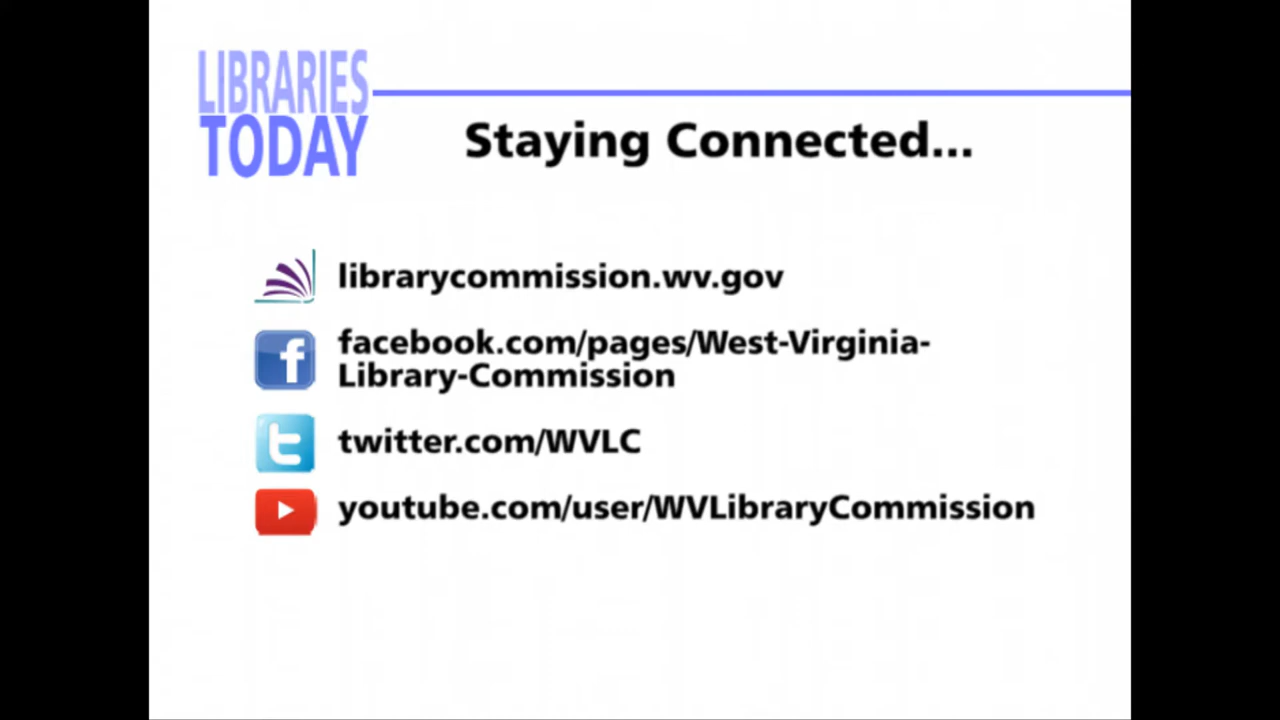 LIBRARIES
TODAY
Staying Connected...
librarycommission.wv.gov
facebook.com/pages/West-Virginia-
Library-Commission
twitter.com/WVLC
youtube.com/user/WVLibraryCommission